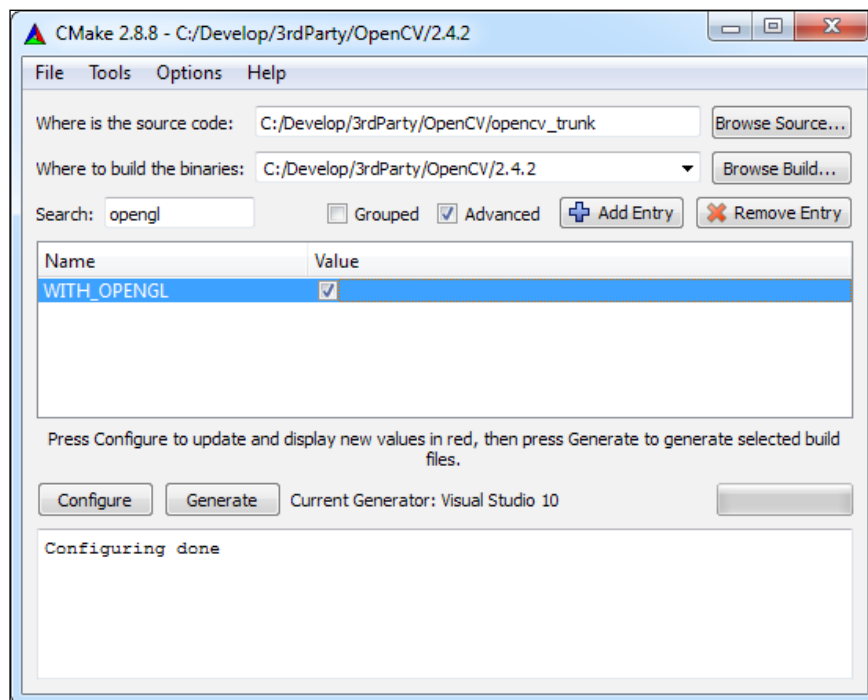 CMake 2.8.8 - C:/Develop/3rdParty/OpenCV/2.4.2
File Tools Options Help
Where is the source code: C:/Develop/3rdParty/OpenCV/opencv_trunk Browse Source...
Where to build the binaries: C:/Develop/3rdParty/OpenCV/2.4.2 Browse Build...
Search: opengl Grouped Advanced Add Entry Remove Entry
Name Value
WITH_OPENGL
Press Configure to update and display new values in red, then press Generate to generate selected build
files.
Configure Generate Current Generator: Visual Studio 10
Configuring done